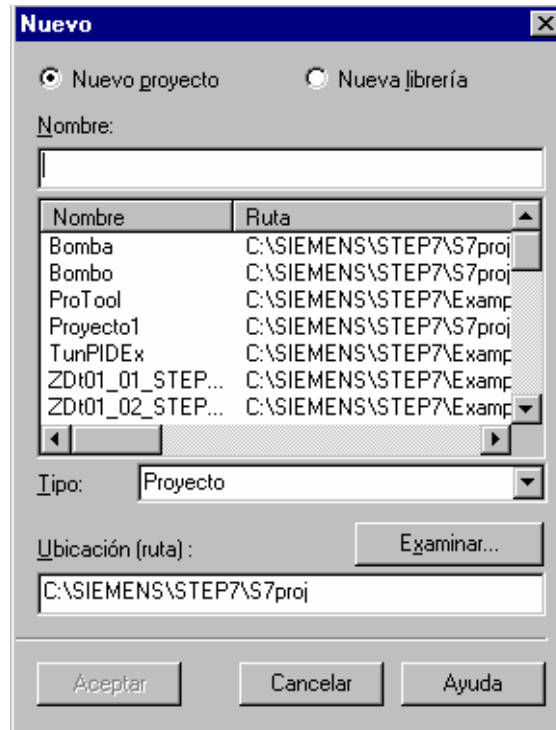 Nuevo
Nuevo proyecto Nueva librería
Nombre:
Nombre Ruta
Bomba C:\SIEMENS\STEP7\S7proj
Bombo C:\SIEMENS\STEP7\S7proj
ProTool C:\SIEMENS\STEP7\Examp
Proyecto1 C:\SIEMENS\STEP7\S7proj
TunPIDEx C:\SIEMENS\STEP7\Examp
ZDt01_01_STEP... C:\SIEMENS\STEP7\Examp
ZDt01_02_STEP... C:\SIEMENS\STEP7\Examp
Tipo: Proyecto
Ubicación (ruta) : Examinar...
C:\SIEMENS\STEP7\S7proj
Aceptar Cancelar Ayuda